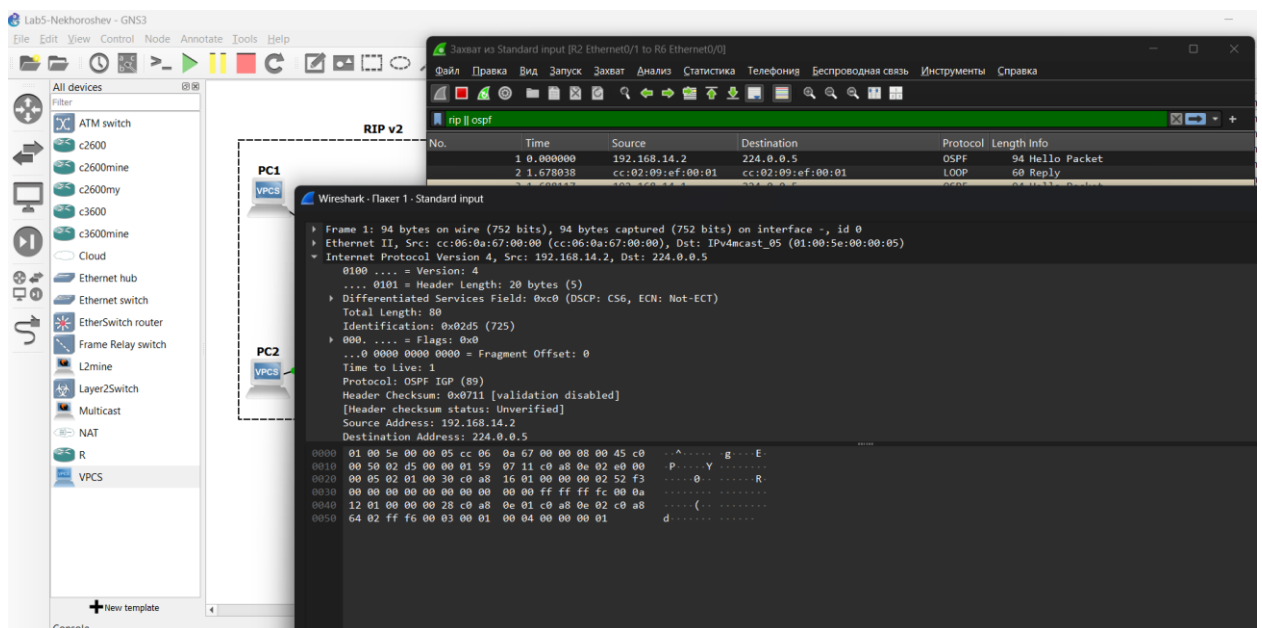 Lab5-Nekhoroshev - GNS3
File Edit View Control Node Annotate Tools Help
All devices
Filter
ATM switch
c2600
c2600mine
c2600my
c3600
c3600mine
Cloud
Ethernet hub
Ethernet switch
EtherSwitch router
Frame Relay switch
L2mine
Layer2Switch
Multicast
NAT
R
VPCS
New template
RIP v2
PC1
VPCS
PC2
VPCS
Захват из Standard input [R2 Ethernet0/1 to R6 Ethernet0/0]
Файл Правка Вид Запуск Захват Анализ Статистика Телефония Беспроводная связь Инструменты Справка
rip || ospf
No. Time Source Destination Protocol Length Info
1 0.000000 192.168.14.2 224.0.0.5 OSPF 94 Hello Packet
2 1.678038 cc:02:09:ef:00:01 cc:02:09:ef:00:01 LOOP 60 Reply
Wireshark · Пакет 1 · Standard input
Frame 1: 94 bytes on wire (752 bits), 94 bytes captured (752 bits) on interface -, id 0
Ethernet II, Src: cc:06:0a:67:00:00 (cc:06:0a:67:00:00), Dst: IPv4mcast_05 (01:00:5e:00:00:05)
Internet Protocol Version 4, Src: 192.168.14.2, Dst: 224.0.0.5
0100 .... = Version: 4
.... 0101 = Header Length: 20 bytes (5)
Differentiated Services Field: 0xc0 (DSCP: CS6, ECN: Not-ECT)
Total Length: 80
Identification: 0x02d5 (725)
000. .... = Flags: 0x0
...0 0000 0000 0000 = Fragment Offset: 0
Time to Live: 1
Protocol: OSPF IGP (89)
Header Checksum: 0x0711 [validation disabled]
[Header checksum status: Unverified]
Source Address: 192.168.14.2
Destination Address: 224.0.0.5
0000 01 00 5e 00 00 05 cc 06 0a 67 00 00 08 00 45 c0 ··^····· ·g····E·
0010 00 50 02 d5 00 00 01 59 07 11 c0 a8 0e 02 e0 00 ·P·····Y ········
0020 00 05 02 01 00 30 c0 a8 16 01 00 00 00 02 52 f3 ·····0·· ······R·
0030 00 00 00 00 00 00 00 00 00 00 ff ff ff fc 00 0a ········ ········
0040 12 01 00 00 00 28 c0 a8 0e 01 c0 a8 0e 02 c0 a8 ·····(·· ········
0050 64 02 ff f6 00 03 00 01 00 04 00 00 00 01 d······· ······